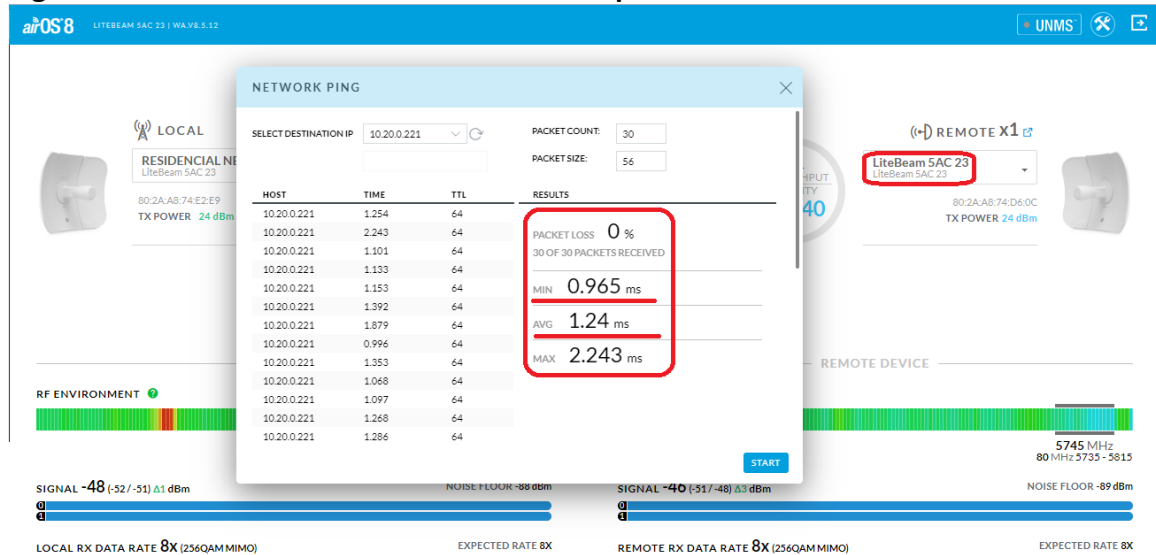 airOS 8 LITEBEAM 5AC 23 | WA.V8.5.12 UNMS
NETWORK PING
SELECT DESTINATION IP 10.20.0.221 PACKET COUNT: 30
PACKET SIZE: 56
HOST TIME TTL RESULTS
10.20.0.221 1.254 64
10.20.0.221 2.243 64
10.20.0.221 1.101 64
10.20.0.221 1.133 64
10.20.0.221 1.153 64
10.20.0.221 1.392 64
10.20.0.221 1.879 64
10.20.0.221 0.996 64
10.20.0.221 1.353 64
10.20.0.221 1.068 64
10.20.0.221 1.097 64
10.20.0.221 1.268 64
10.20.0.221 1.286 64
PACKET LOSS 0 %
30 OF 30 PACKETS RECEIVED
MIN 0.965 ms
AVG 1.24 ms
MAX 2.243 ms
START
LOCAL
RESIDENCIAL NE
LiteBeam 5AC 23
80:2A:A8:74:E2:E9
TX POWER 24 dBm
REMOTE X1
LiteBeam 5AC 23
LiteBeam 5AC 23
80:2A:A8:74:D6:0C
TX POWER 24 dBm
40
REMOTE DEVICE
RF ENVIRONMENT
5745 MHz
80 MHz 5735 - 5815
SIGNAL -48 (-52 / -51) Δ1 dBm NOISE FLOOR -88 dBm
0
1
LOCAL RX DATA RATE 8X (256QAM MIMO) EXPECTED RATE 8X
SIGNAL -46 (-51 / -48) Δ3 dBm NOISE FLOOR -89 dBm
0
1
REMOTE RX DATA RATE 8X (256QAM MIMO) EXPECTED RATE 8X